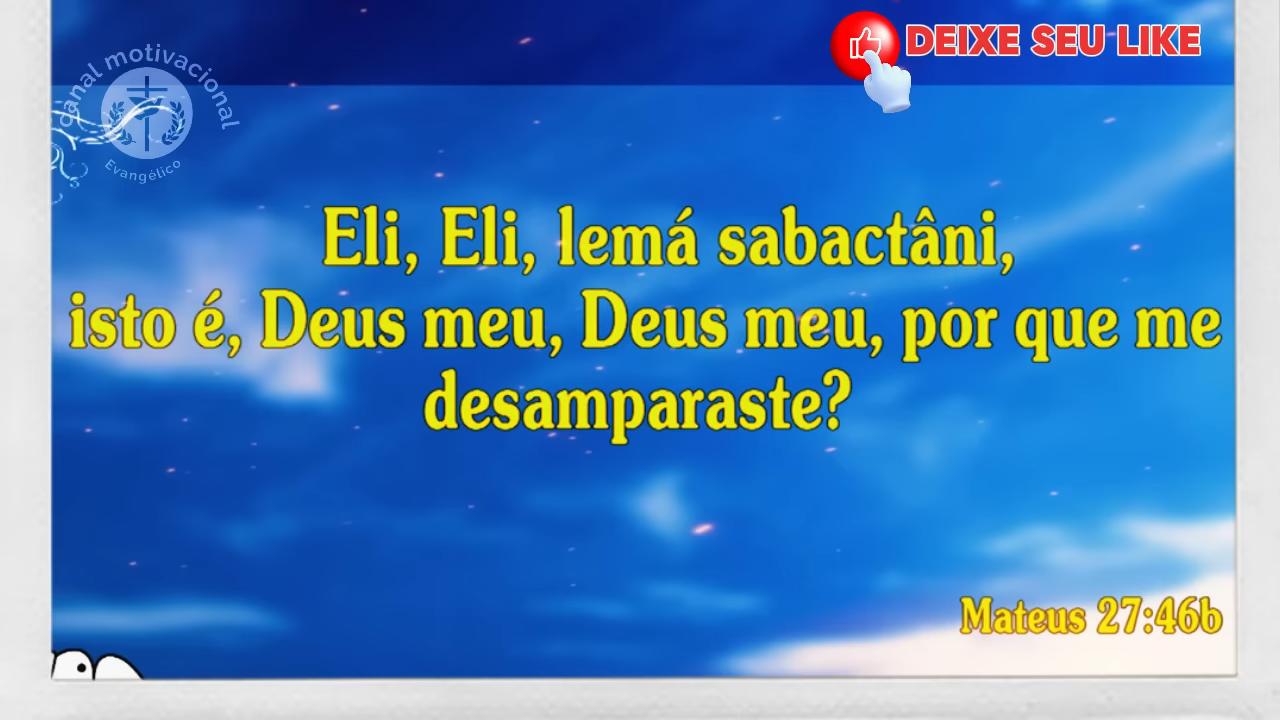 canal motivacional
Evangélico
DEIXE SEU LIKE
Eli, Eli, lemá sabactâni,
isto é, Deus meu, Deus meu, por que me
desamparaste?
Mateus 27:46b